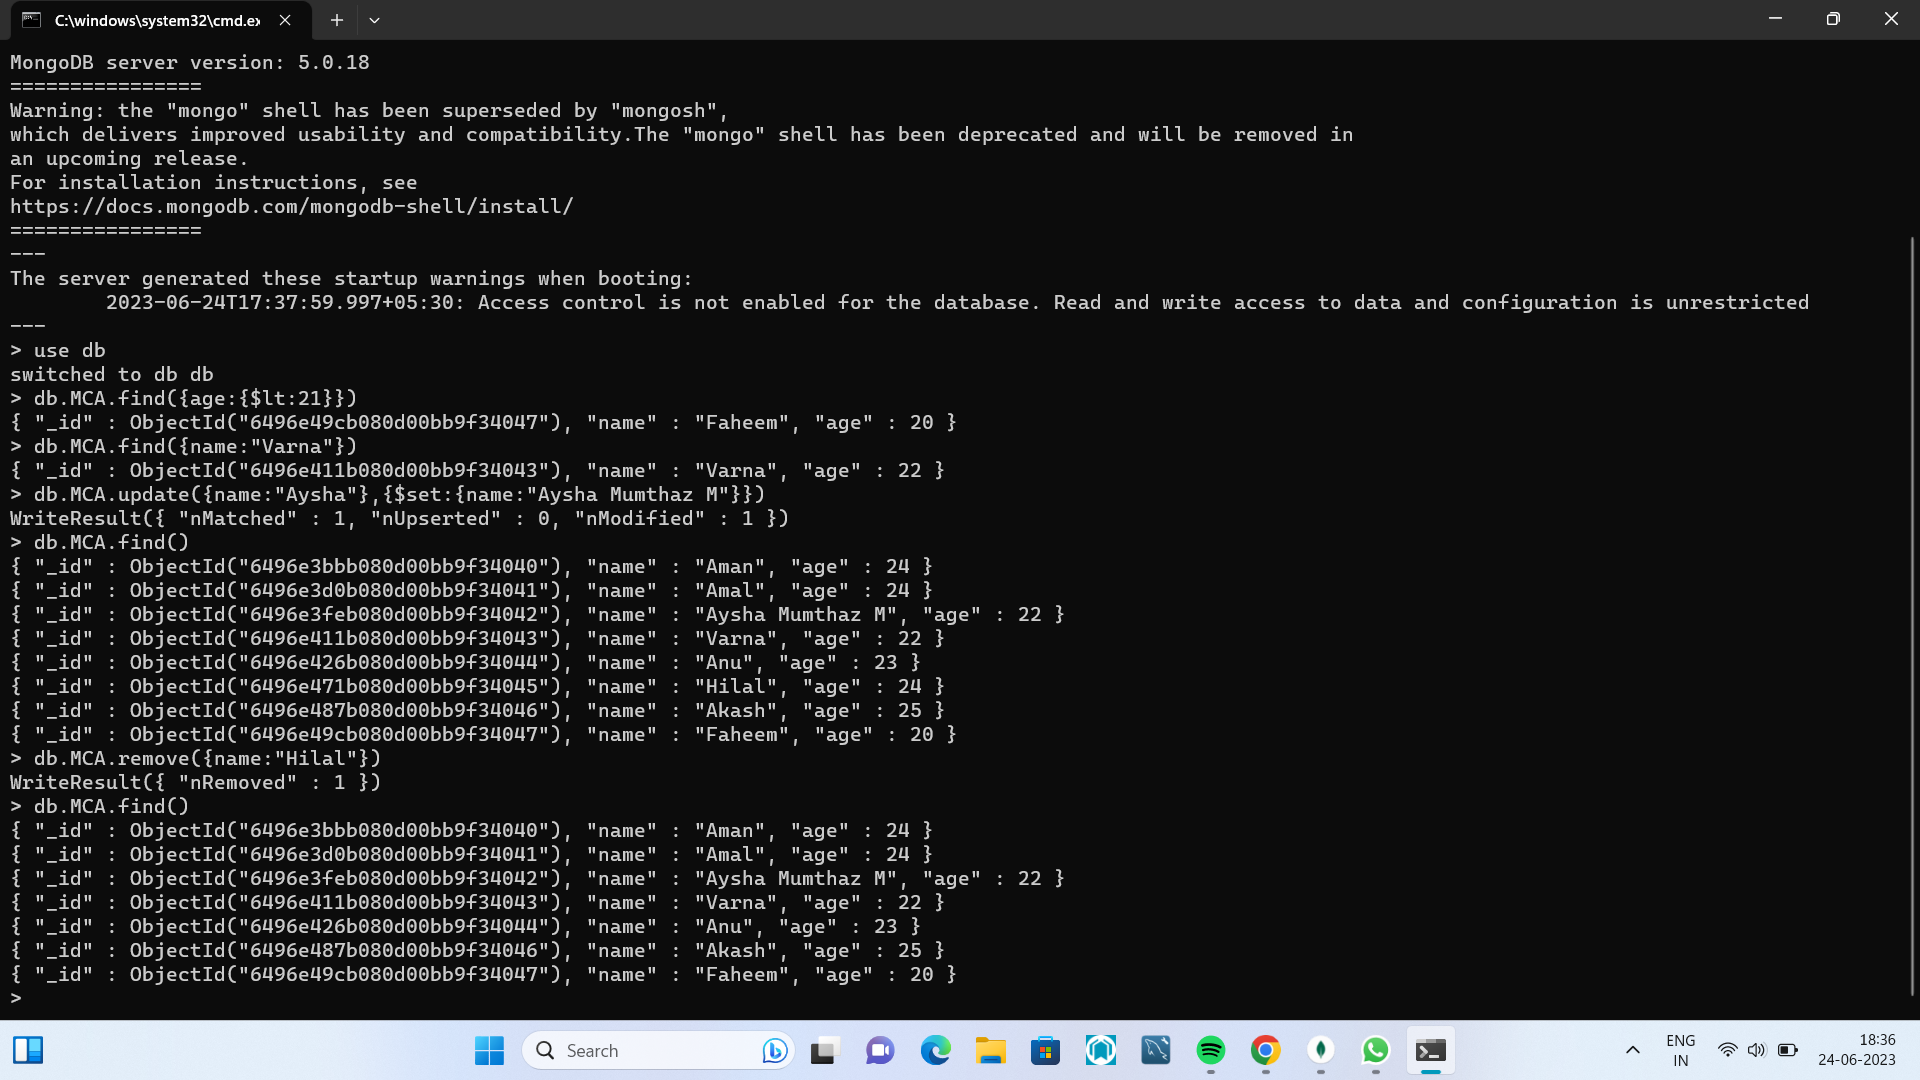 C:\windows\system32\cmd.ex
MongoDB server version: 5.0.18
================
Warning: the "mongo" shell has been superseded by "mongosh",
which delivers improved usability and compatibility.The "mongo" shell has been deprecated and will be removed in
an upcoming release.
For installation instructions, see
https://docs.mongodb.com/mongodb-shell/install/
================
---
The server generated these startup warnings when booting:
        2023-06-24T17:37:59.997+05:30: Access control is not enabled for the database. Read and write access to data and configuration is unrestricted
---
> use db
switched to db db
> db.MCA.find({age:{$lt:21}})
{ "_id" : ObjectId("6496e49cb080d00bb9f34047"), "name" : "Faheem", "age" : 20 }
> db.MCA.find({name:"Varna"})
{ "_id" : ObjectId("6496e411b080d00bb9f34043"), "name" : "Varna", "age" : 22 }
> db.MCA.update({name:"Aysha"},{$set:{name:"Aysha Mumthaz M"}})
WriteResult({ "nMatched" : 1, "nUpserted" : 0, "nModified" : 1 })
> db.MCA.find()
{ "_id" : ObjectId("6496e3bbb080d00bb9f34040"), "name" : "Aman", "age" : 24 }
{ "_id" : ObjectId("6496e3d0b080d00bb9f34041"), "name" : "Amal", "age" : 24 }
{ "_id" : ObjectId("6496e3feb080d00bb9f34042"), "name" : "Aysha Mumthaz M", "age" : 22 }
{ "_id" : ObjectId("6496e411b080d00bb9f34043"), "name" : "Varna", "age" : 22 }
{ "_id" : ObjectId("6496e426b080d00bb9f34044"), "name" : "Anu", "age" : 23 }
{ "_id" : ObjectId("6496e471b080d00bb9f34045"), "name" : "Hilal", "age" : 24 }
{ "_id" : ObjectId("6496e487b080d00bb9f34046"), "name" : "Akash", "age" : 25 }
{ "_id" : ObjectId("6496e49cb080d00bb9f34047"), "name" : "Faheem", "age" : 20 }
> db.MCA.remove({name:"Hilal"})
WriteResult({ "nRemoved" : 1 })
> db.MCA.find()
{ "_id" : ObjectId("6496e3bbb080d00bb9f34040"), "name" : "Aman", "age" : 24 }
{ "_id" : ObjectId("6496e3d0b080d00bb9f34041"), "name" : "Amal", "age" : 24 }
{ "_id" : ObjectId("6496e3feb080d00bb9f34042"), "name" : "Aysha Mumthaz M", "age" : 22 }
{ "_id" : ObjectId("6496e411b080d00bb9f34043"), "name" : "Varna", "age" : 22 }
{ "_id" : ObjectId("6496e426b080d00bb9f34044"), "name" : "Anu", "age" : 23 }
{ "_id" : ObjectId("6496e487b080d00bb9f34046"), "name" : "Akash", "age" : 25 }
{ "_id" : ObjectId("6496e49cb080d00bb9f34047"), "name" : "Faheem", "age" : 20 }
>
Search
ENG
IN
18:36
24-06-2023